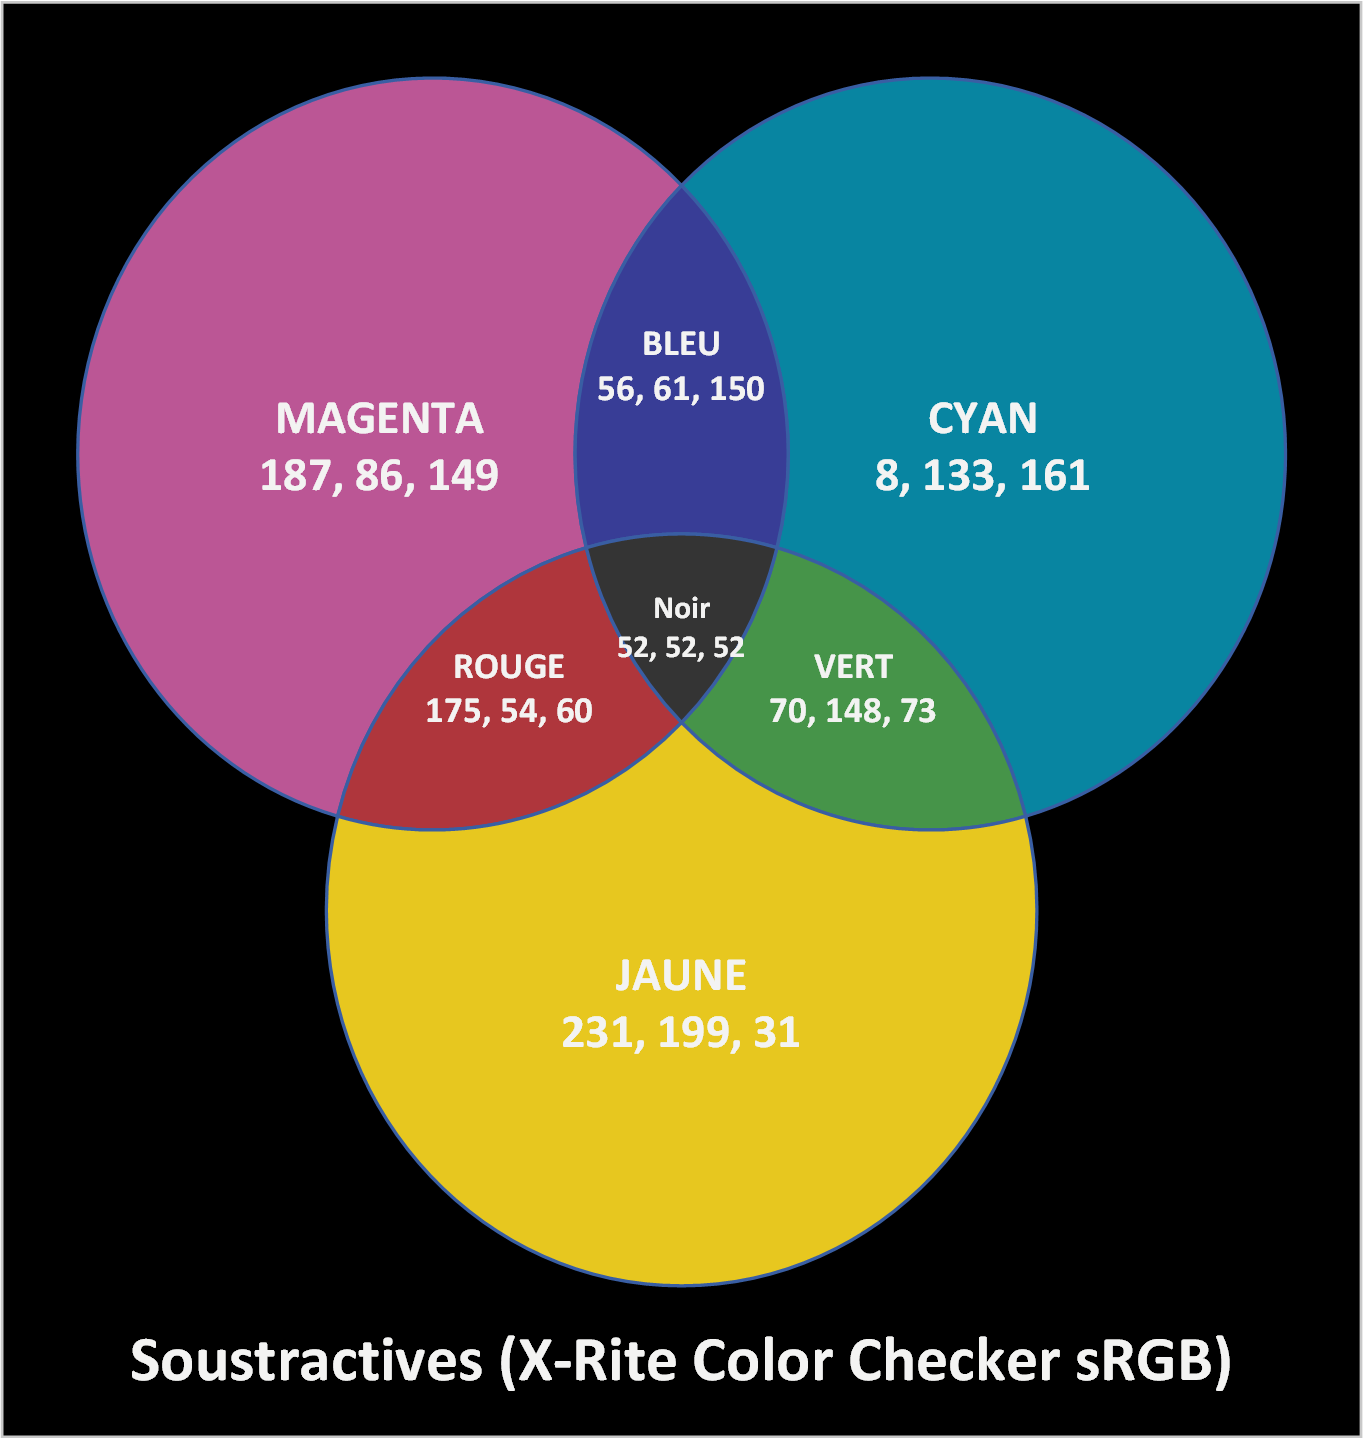 BLEU
56, 61, 150
MAGENTA
187, 86, 149
CYAN
8, 133, 161
Noir
52, 52, 52
ROUGE
175, 54, 60
VERT
70, 148, 73
JAUNE
231, 199, 31
Soustractives (X-Rite Color Checker sRGB)